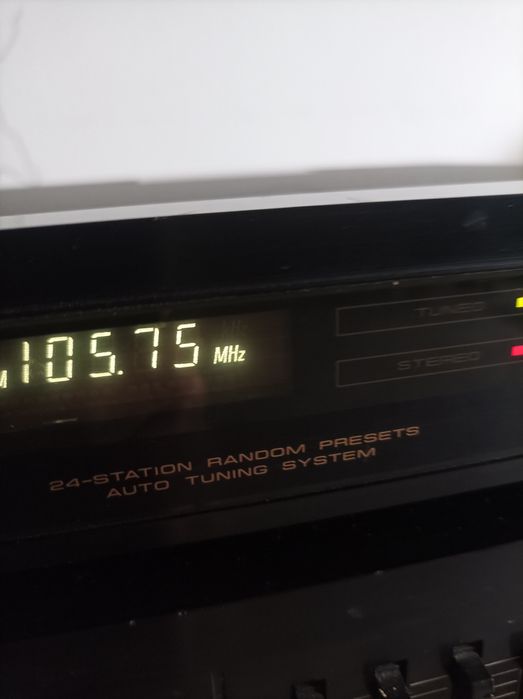 TUNED
M 105.75 MHz
STEREO
24-STATION RANDOM PRESETS
AUTO TUNING SYSTEM